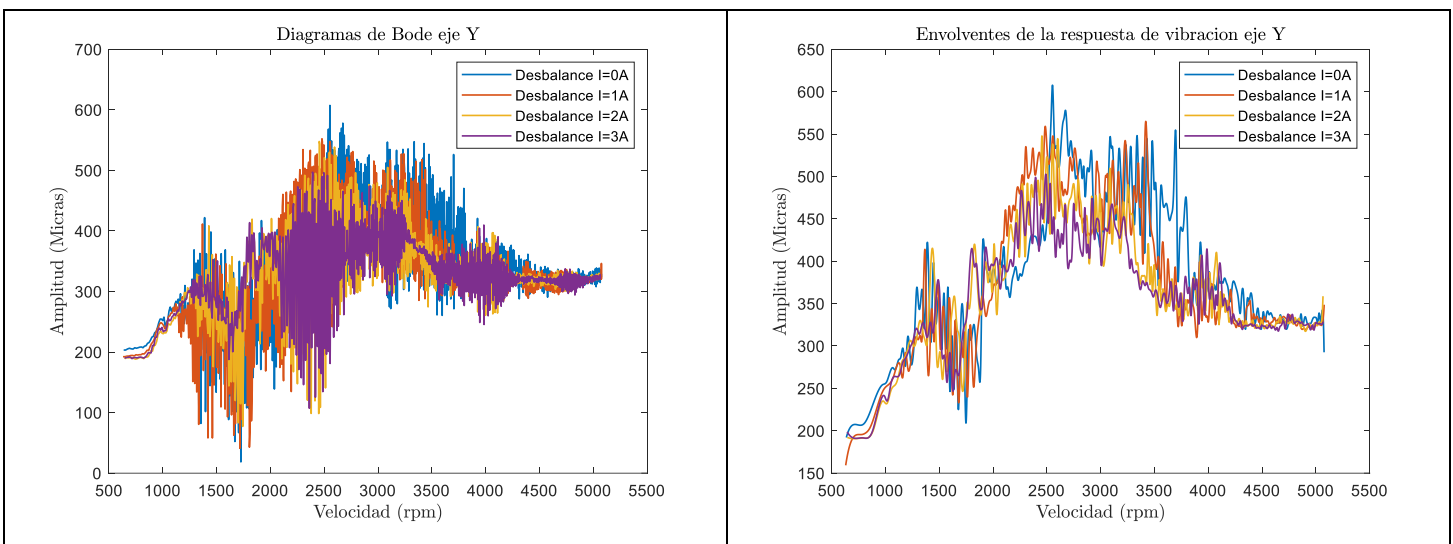 Diagramas de Bode eje Y
700
600
500
400
300
200
100
0
Amplitud (Micras)
Desbalance I=0A
Desbalance I=1A
Desbalance I=2A
Desbalance I=3A
500 1000 1500 2000 2500 3000 3500 4000 4500 5000 5500
Velocidad (rpm)
Envolventes de la respuesta de vibracion eje Y
650
600
550
500
450
400
350
300
250
200
150
Amplitud (Micras)
Desbalance I=0A
Desbalance I=1A
Desbalance I=2A
Desbalance I=3A
500 1000 1500 2000 2500 3000 3500 4000 4500 5000 5500
Velocidad (rpm)